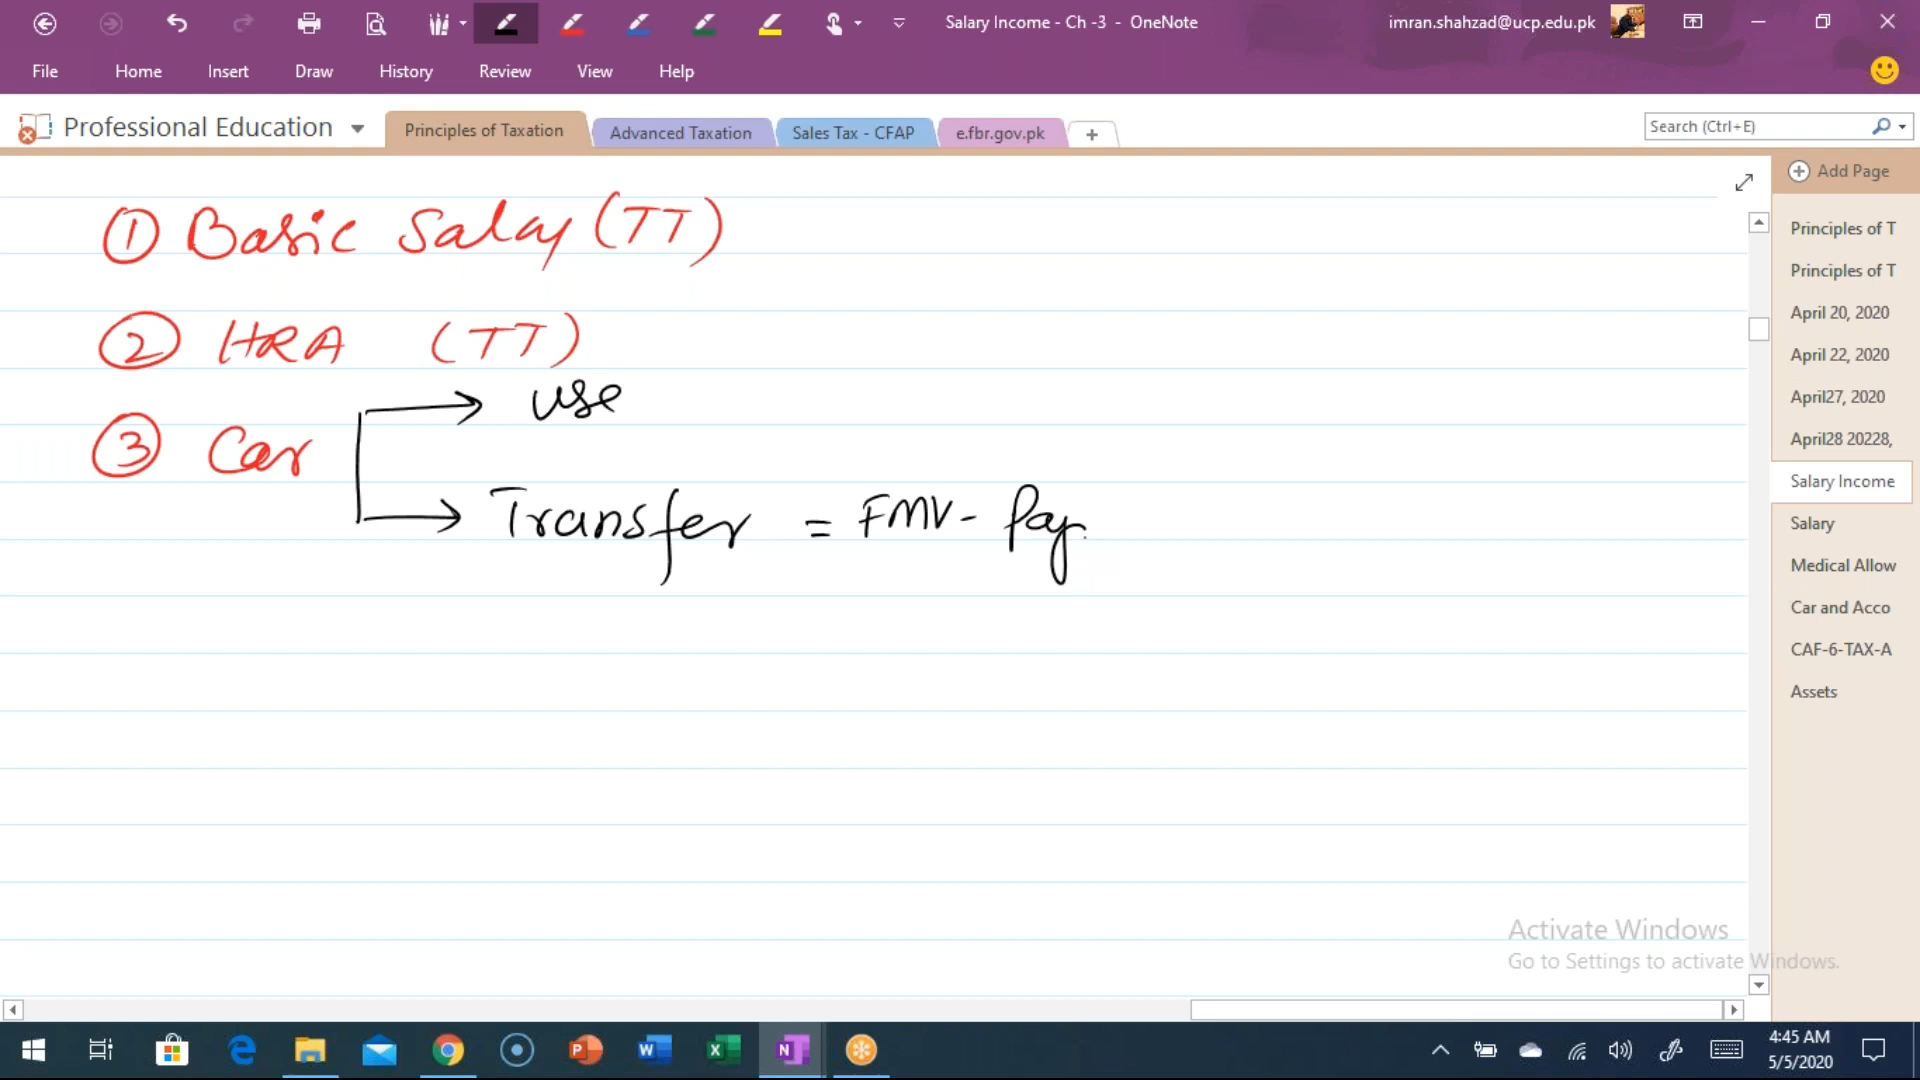 Salary Income - Ch -3 - OneNote
imran.shahzad@ucp.edu.pk
File Home Insert Draw History Review View Help
Professional Education
Principles of Taxation
Advanced Taxation
Sales Tax - CFAP
e.fbr.gov.pk
Search (Ctrl+E)
Add Page
① Basic Salay (TT)
② HRA (TT)
③ Car
use
Transfer = FMV - Pay.
Principles of T
Principles of T
April 20, 2020
April 22, 2020
April27, 2020
April28 20228,
Salary Income
Salary
Medical Allow
Car and Acco
CAF-6-TAX-A
Assets
Activate Windows
Go to Settings to activate Windows.
4:45 AM
5/5/2020